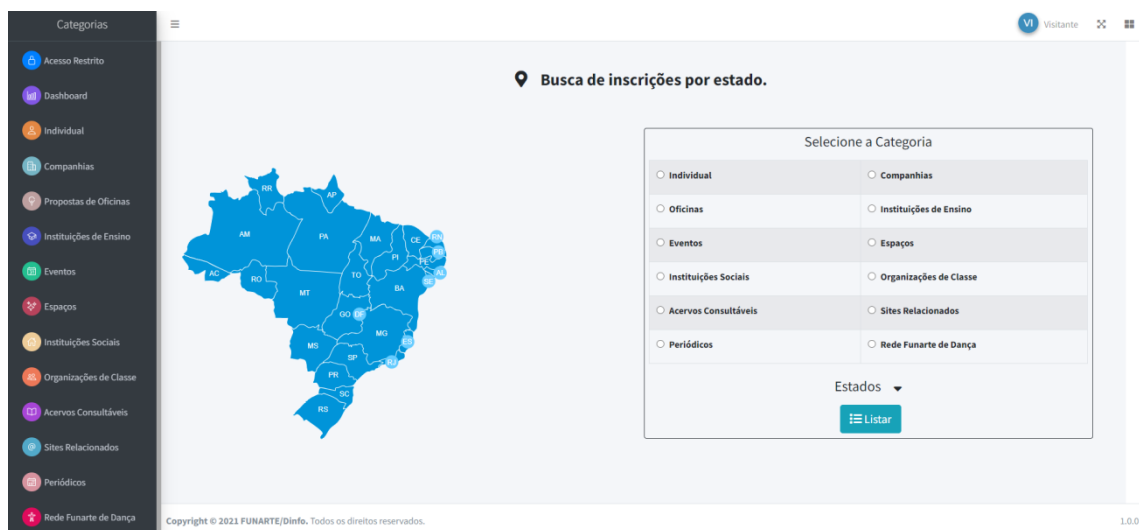 Categorias
Acesso Restrito
Dashboard
Individual
Companhias
Propostas de Oficinas
Instituições de Ensino
Eventos
Espaços
Instituições Sociais
Organizações de Classe
Acervos Consultáveis
Sites Relacionados
Periódicos
Rede Funarte de Dança
VI Visitante
Busca de inscrições por estado.
RR
AP
AM
PA
MA
CE
RN
PB
PI
PE
AL
SE
AC
RO
TO
BA
MT
GO
DF
MG
ES
MS
SP
RJ
PR
SC
RS
Selecione a Categoria
Individual Companhias
Oficinas Instituições de Ensino
Eventos Espaços
Instituições Sociais Organizações de Classe
Acervos Consultáveis Sites Relacionados
Periódicos Rede Funarte de Dança
Estados
Listar
Copyright © 2021 FUNARTE/Dinfo. Todos os direitos reservados.
1.0.0